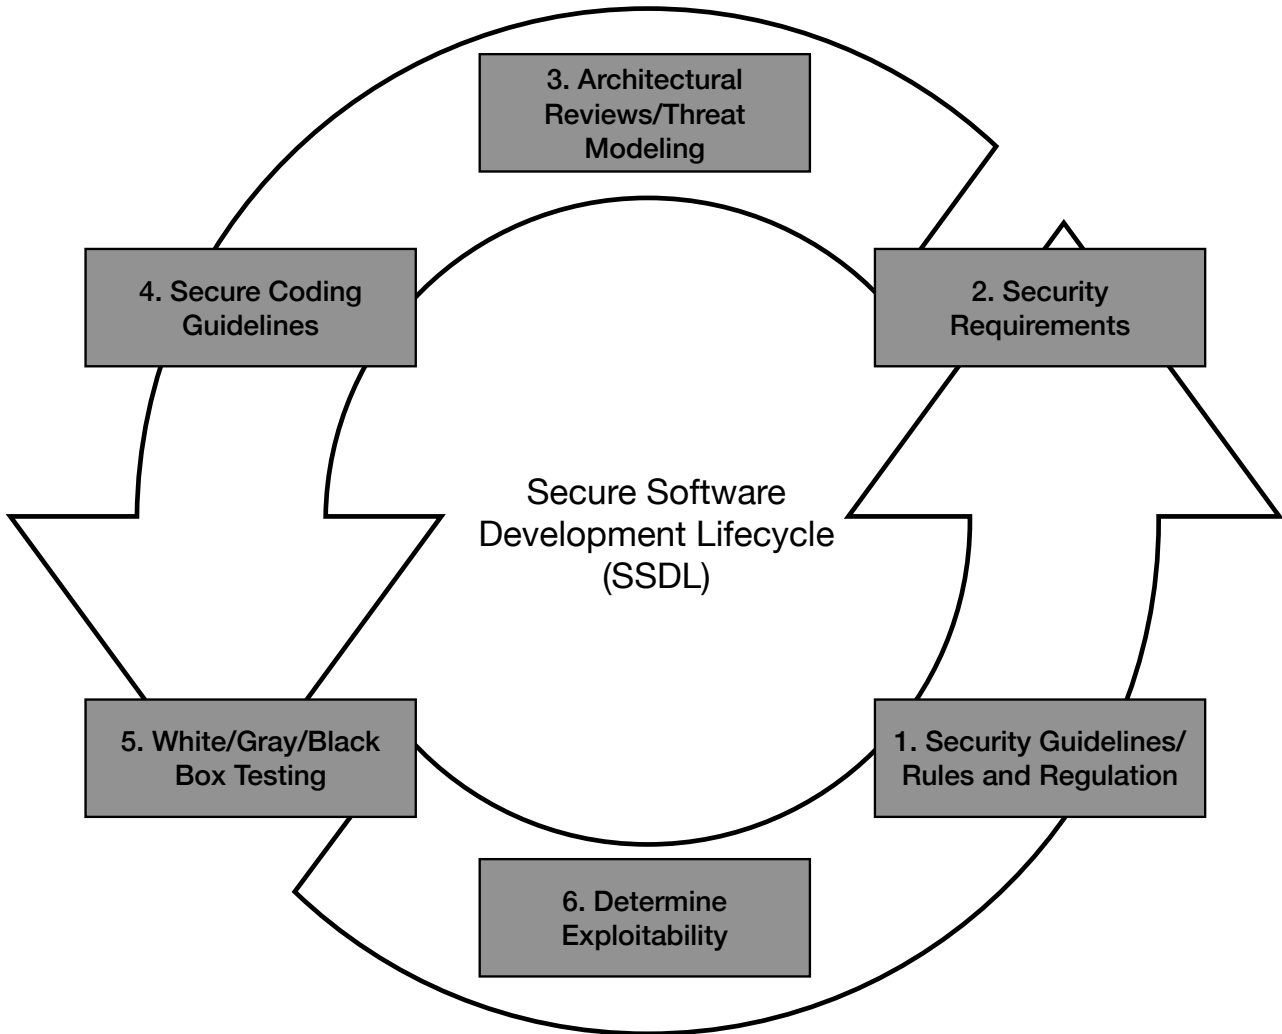 3. Architectural
Reviews/Threat
Modeling
4. Secure Coding
Guidelines
2. Security
Requirements
Secure Software
Development Lifecycle
(SSDL)
5. White/Gray/Black
Box Testing
1. Security Guidelines/
Rules and Regulation
6. Determine
Exploitability